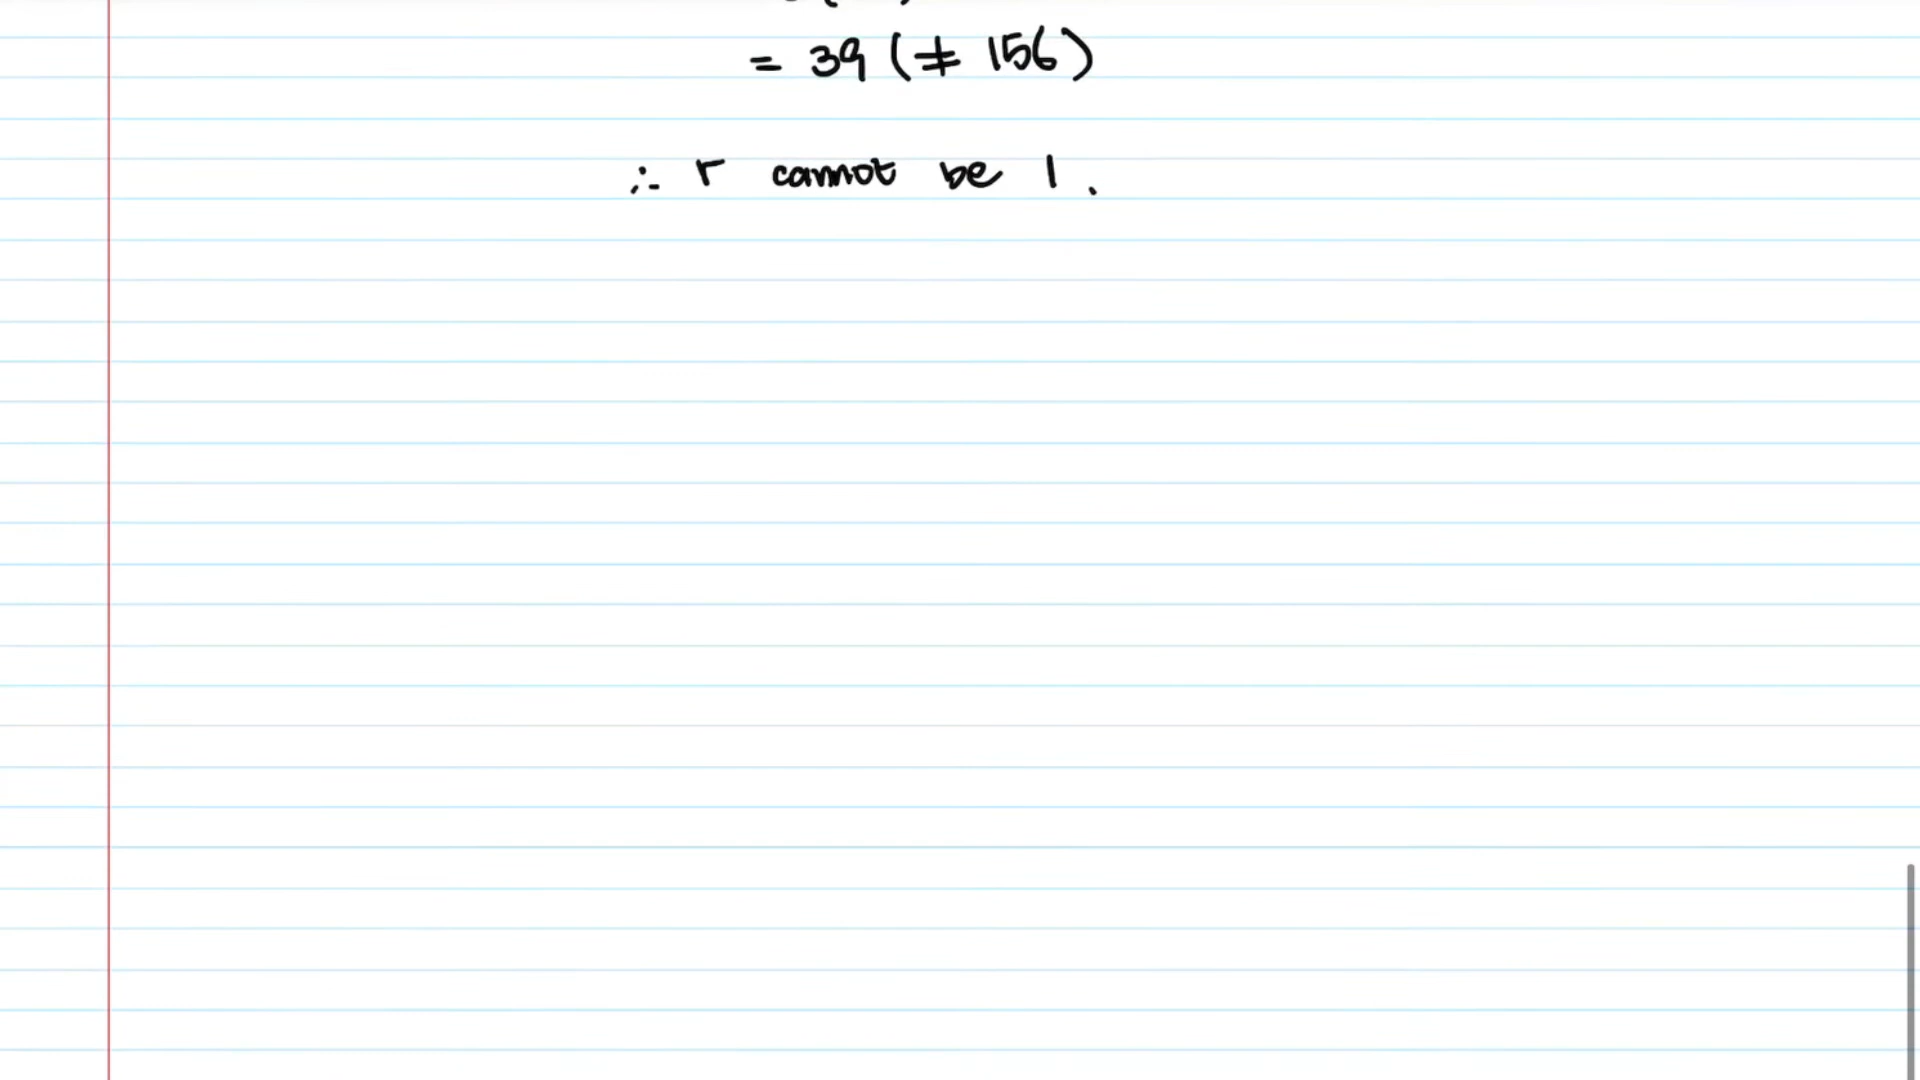 = 39 (≠ 156)
∴ r cannot be 1.